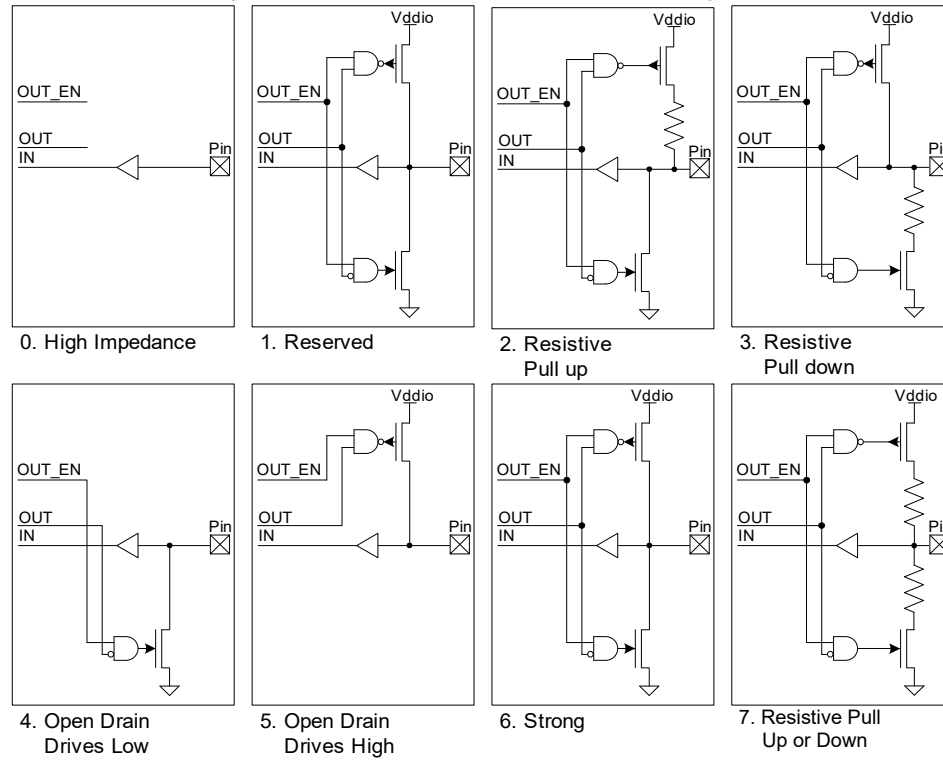 Vddio
OUT_EN
OUT
IN
Pin
0. High Impedance
Vddio
OUT_EN
OUT
IN
Pin
1. Reserved
Vddio
OUT_EN
OUT
IN
Pin
2. Resistive
Pull up
Vddio
OUT_EN
OUT
IN
Pin
3. Resistive
Pull down
OUT_EN
OUT
IN
Pin
4. Open Drain
Drives Low
Vddio
OUT_EN
OUT
IN
Pin
5. Open Drain
Drives High
Vddio
OUT_EN
OUT
IN
Pin
6. Strong
Vddio
OUT_EN
OUT
IN
Pin
7. Resistive Pull
Up or Down